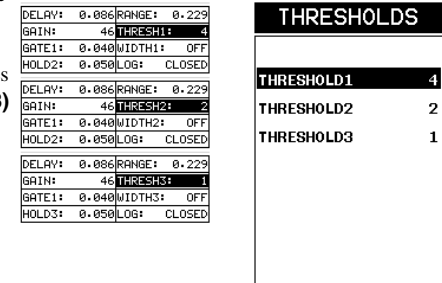 DELAY: 0.086 RANGE: 0.229
GAIN: 46 THRESH1: 4
GATE1: 0.040 WIDTH1: OFF
HOLD2: 0.050 LOG: CLOSED
s
DELAY: 0.086 RANGE: 0.229
GAIN: 46 THRESH2: 2
GATE1: 0.040 WIDTH2: OFF
HOLD2: 0.050 LOG: CLOSED
DELAY: 0.086 RANGE: 0.229
GAIN: 46 THRESH3: 1
GATE1: 0.040 WIDTH3: OFF
HOLD3: 0.050 LOG: CLOSED
THRESHOLDS
THRESHOLD1 4
THRESHOLD2 2
THRESHOLD3 1